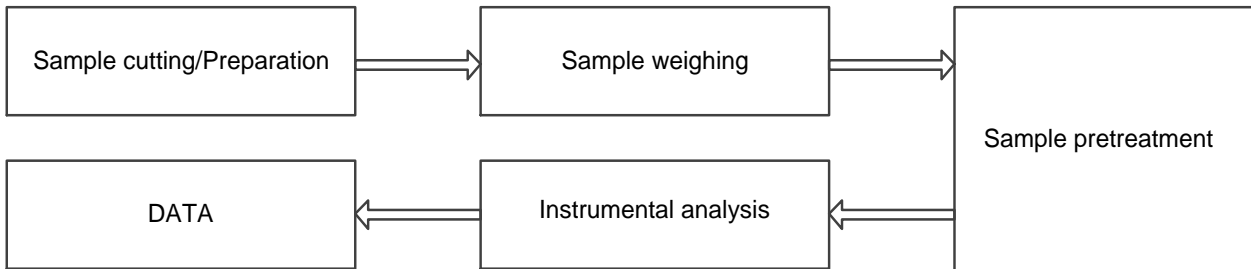 Sample cutting/Preparation
Sample weighing
Sample pretreatment
Instrumental analysis
DATA